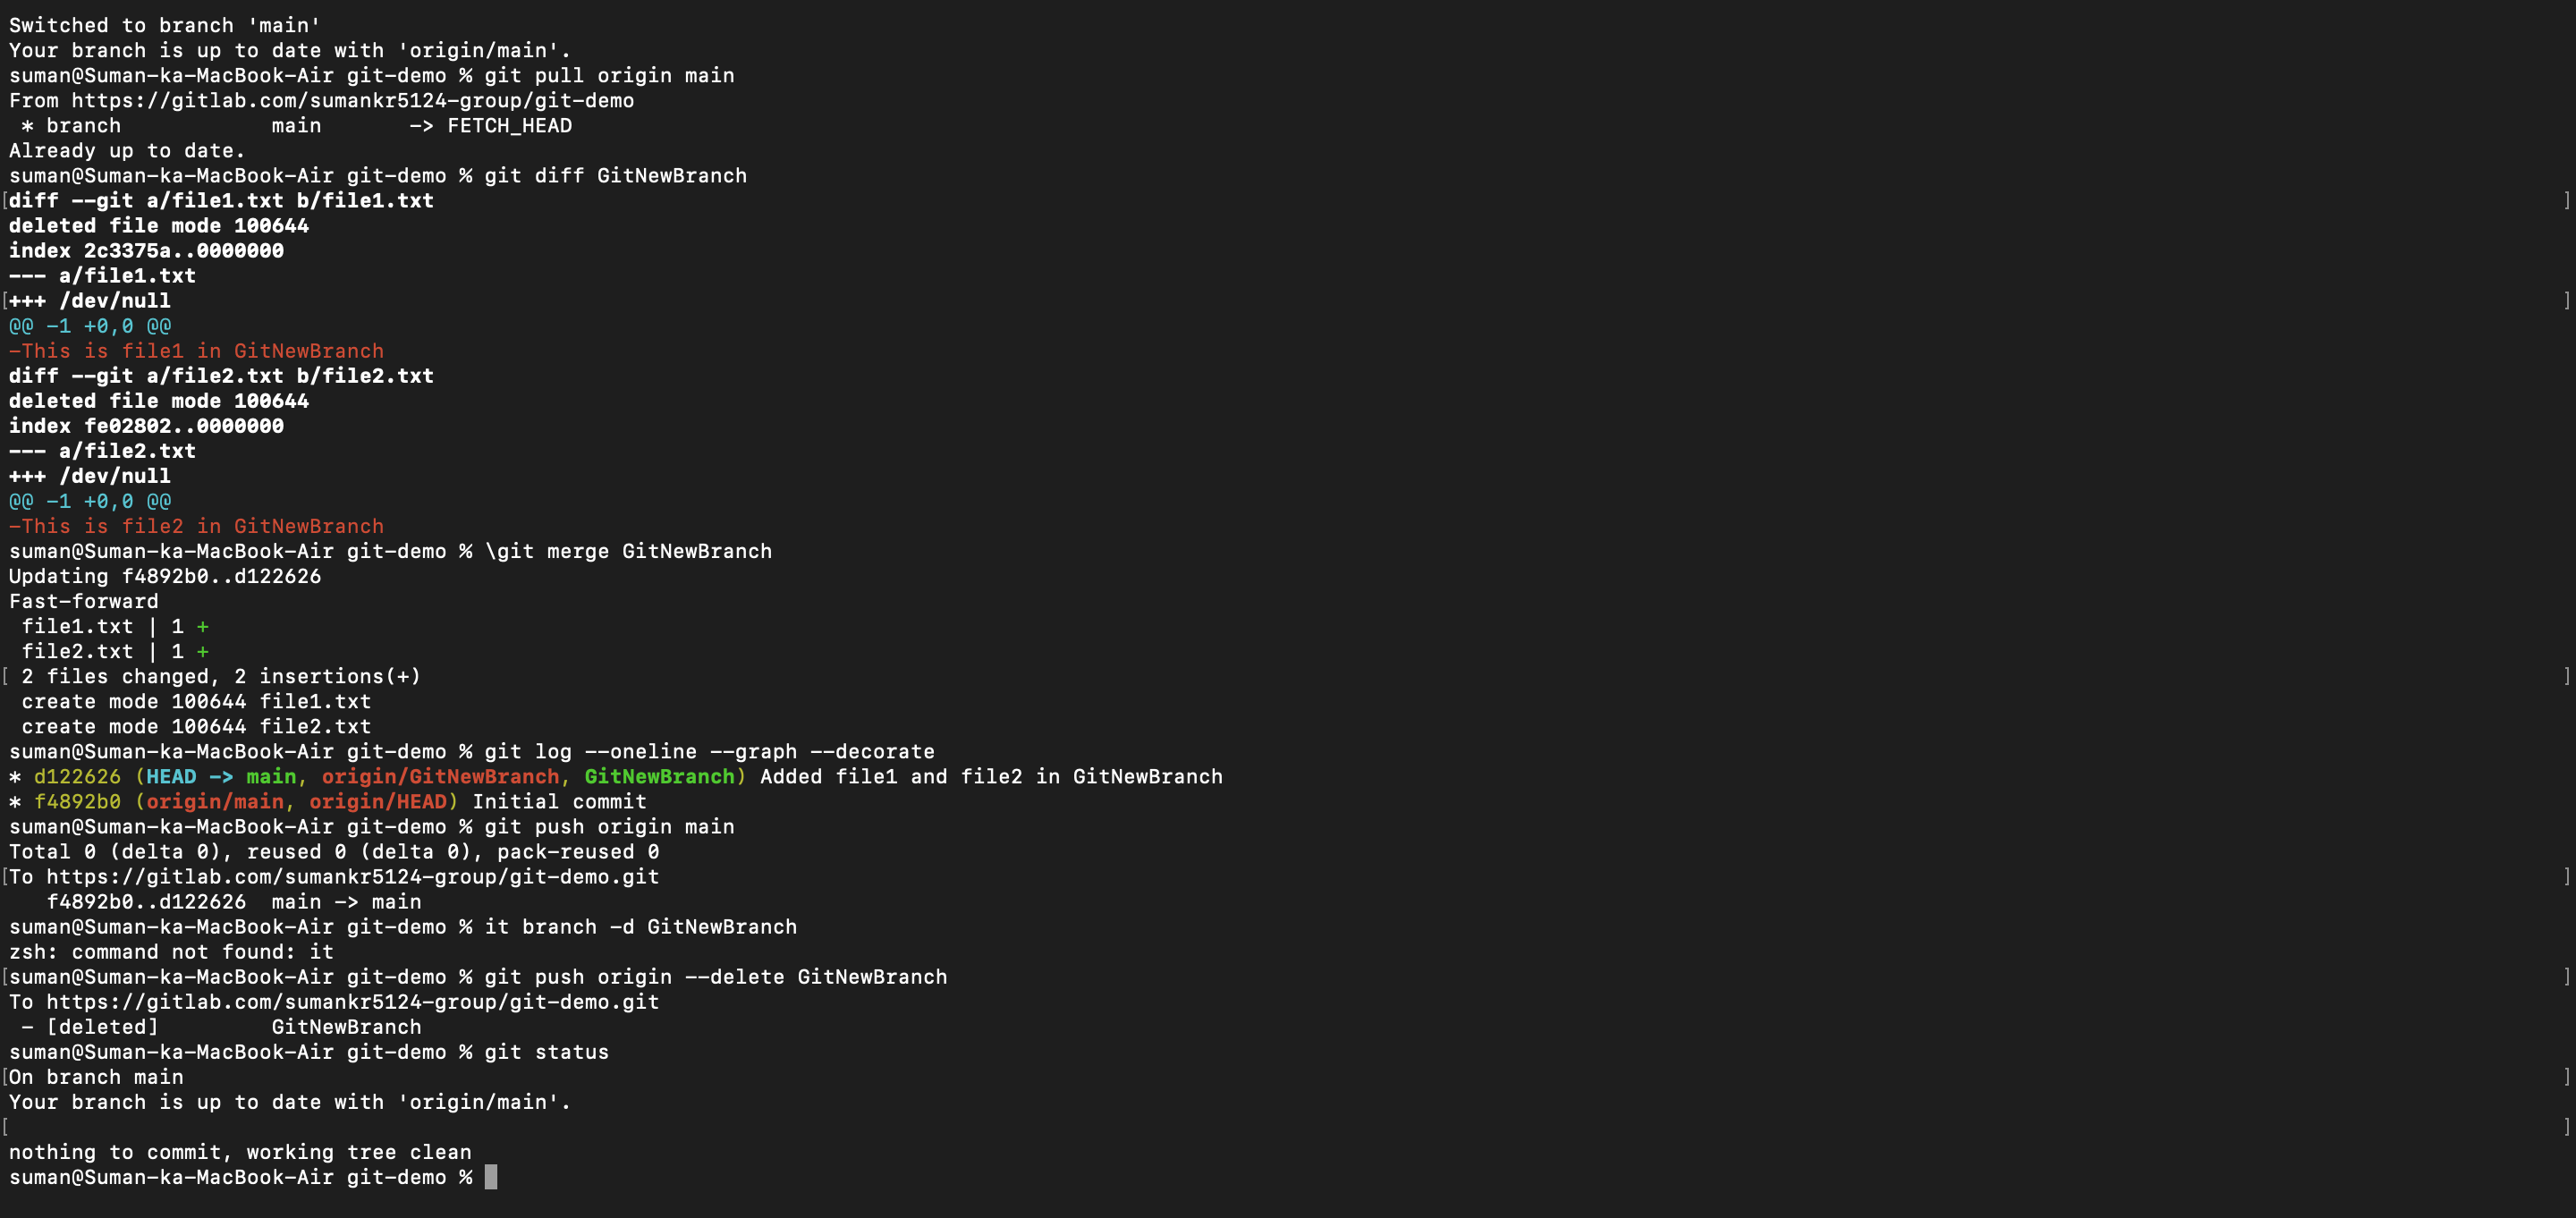 Switched to branch 'main'
Your branch is up to date with 'origin/main'.
suman@Suman-ka-MacBook-Air git-demo % git pull origin main
From https://gitlab.com/sumankr5124-group/git-demo
 * branch            main       -> FETCH_HEAD
Already up to date.
suman@Suman-ka-MacBook-Air git-demo % git diff GitNewBranch
[diff --git a/file1.txt b/file1.txt ]
deleted file mode 100644
index 2c3375a..0000000
--- a/file1.txt
[+++ /dev/null ]
@@ -1 +0,0 @@
-This is file1 in GitNewBranch
diff --git a/file2.txt b/file2.txt
deleted file mode 100644
index fe02802..0000000
--- a/file2.txt
+++ /dev/null
@@ -1 +0,0 @@
-This is file2 in GitNewBranch
suman@Suman-ka-MacBook-Air git-demo % \git merge GitNewBranch
Updating f4892b0..d122626
Fast-forward
 file1.txt | 1 +
 file2.txt | 1 +
[ 2 files changed, 2 insertions(+) ]
 create mode 100644 file1.txt
 create mode 100644 file2.txt
suman@Suman-ka-MacBook-Air git-demo % git log --oneline --graph --decorate
* d122626 (HEAD -> main, origin/GitNewBranch, GitNewBranch) Added file1 and file2 in GitNewBranch
* f4892b0 (origin/main, origin/HEAD) Initial commit
suman@Suman-ka-MacBook-Air git-demo % git push origin main
Total 0 (delta 0), reused 0 (delta 0), pack-reused 0
[To https://gitlab.com/sumankr5124-group/git-demo.git ]
   f4892b0..d122626  main -> main
suman@Suman-ka-MacBook-Air git-demo % it branch -d GitNewBranch
zsh: command not found: it
[suman@Suman-ka-MacBook-Air git-demo % git push origin --delete GitNewBranch ]
To https://gitlab.com/sumankr5124-group/git-demo.git
 - [deleted]         GitNewBranch
suman@Suman-ka-MacBook-Air git-demo % git status
[On branch main ]
Your branch is up to date with 'origin/main'.
[ ]
nothing to commit, working tree clean
suman@Suman-ka-MacBook-Air git-demo %